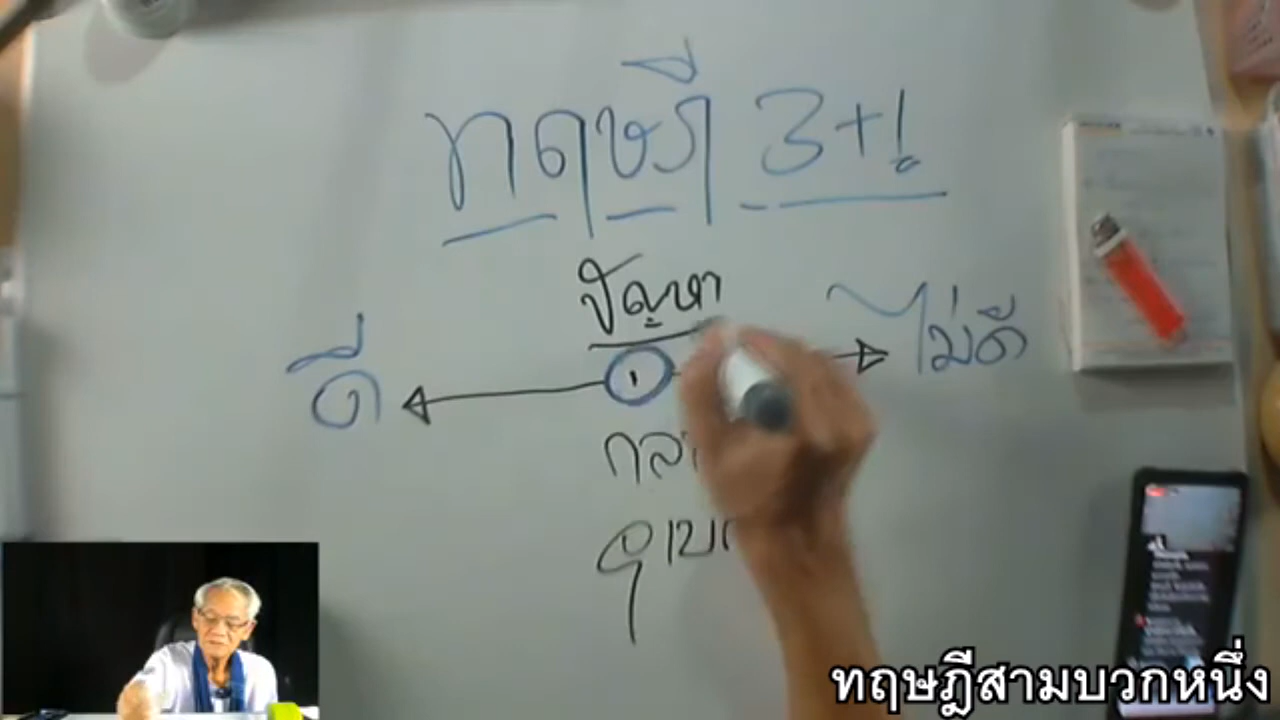 ทฤษฎี 3+1
ปัญหา
ดี ไม่ดี
ทฤษฎีสามบวกหนึ่ง